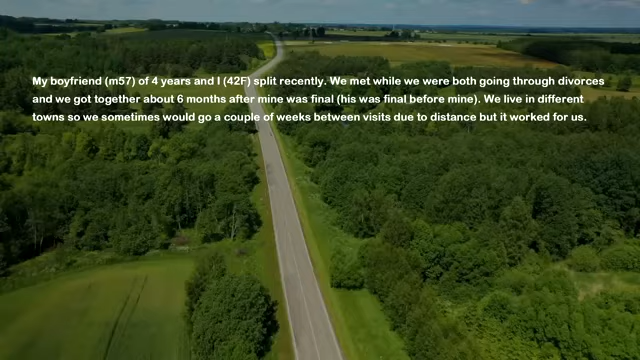 My boyfriend (m57) of 4 years and I (42F) split recently. We met while we were both going through divorces
and we got together about 6 months after mine was final (his was final before mine). We live in different
towns so we sometimes would go a couple of weeks between visits due to distance but it worked for us.